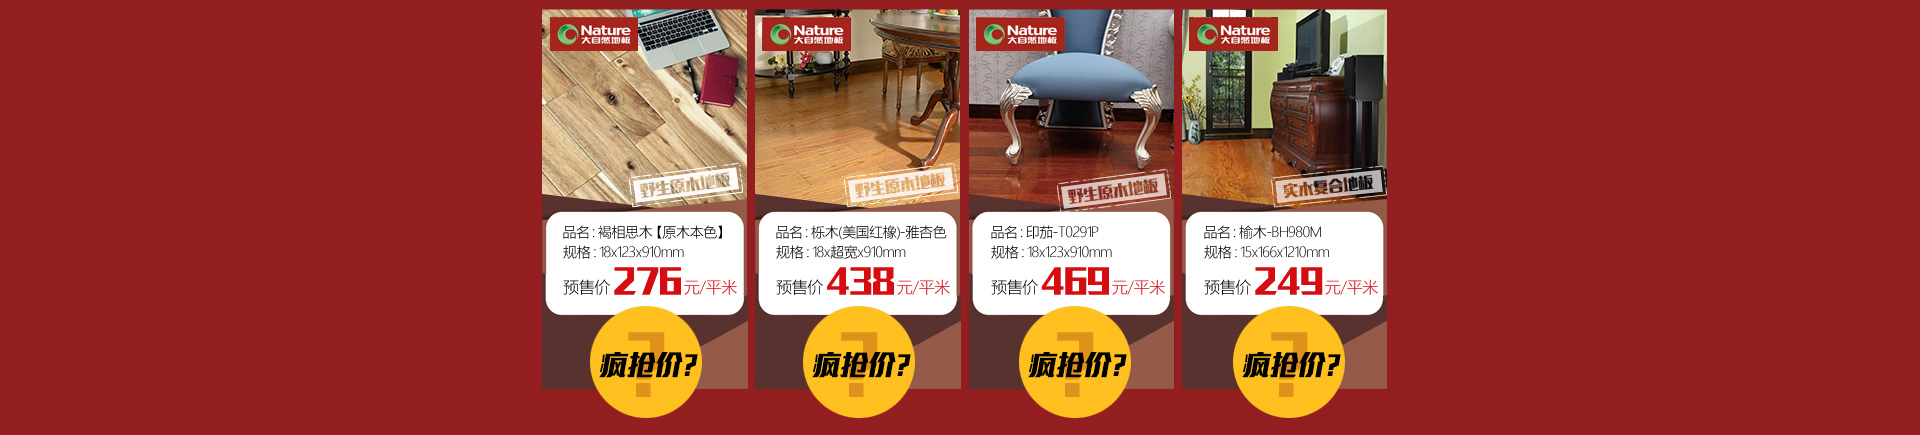 Nature
大自然地板
野生原木地板
品名 : 褐相思木【原木本色】
规格 : 18x123x910mm
预售价 276 元/平米
?
疯抢价?
Nature
大自然地板
野生原木地板
品名 : 栎木(美国红橡)-雅杏色
规格 : 18x超宽x910mm
预售价 438 元/平米
?
疯抢价?
Nature
大自然地板
野生原木地板
品名 : 印茄-T0291P
规格 : 18x123x910mm
预售价 469 元/平米
?
疯抢价?
Nature
大自然地板
实木复合地板
品名 : 榆木-BH980M
规格 : 15x166x1210mm
预售价 249 元/平米
?
疯抢价?